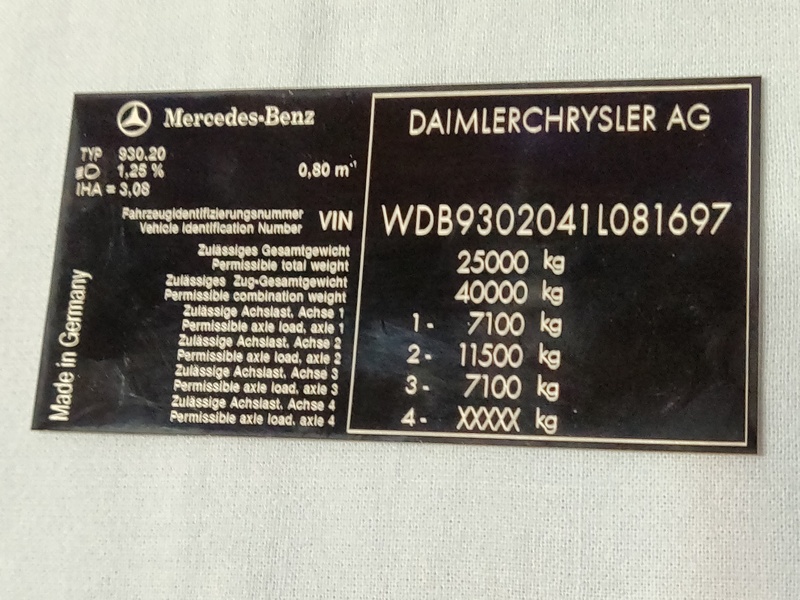 Mercedes-Benz
DAIMLERCHRYSLER AG
TYP 930.20
1,25 % 0,80 m⁻¹
IHA = 3,08
Fahrzeugidentifizierungsnummer
Vehicle Identification Number
VIN WDB9302041L081697
Zulässiges Gesamtgewicht
Permissible total weight
25000 kg
Zulässiges Zug-Gesamtgewicht
Permissible combination weight
40000 kg
Zulässige Achslast, Achse 1
Permissible axle load, axle 1
1- 7100 kg
Zulässige Achslast, Achse 2
Permissible axle load, axle 2
2- 11500 kg
Zulässige Achslast, Achse 3
Permissible axle load, axle 3
3- 7100 kg
Zulässige Achslast, Achse 4
Permissible axle load, axle 4
4- XXXXX kg
Made in Germany